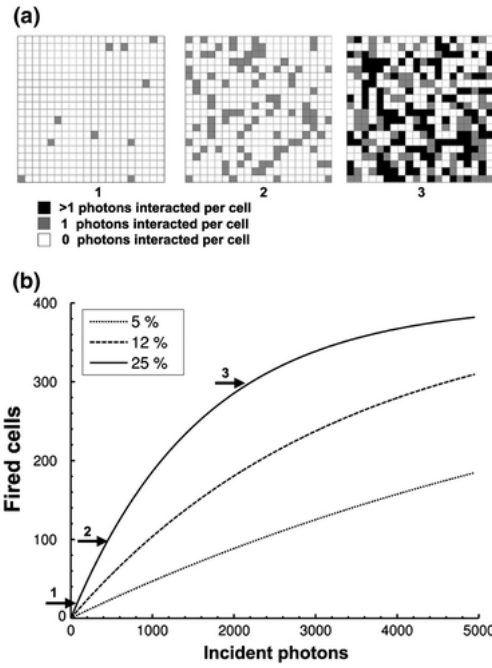 (a)
1 2 3
>1 photons interacted per cell
1 photons interacted per cell
0 photons interacted per cell
(b)
400
300
200
100
0
Fired cells
5 %
12 %
25 %
3
2
1
0 1000 2000 3000 4000 5000
Incident photons